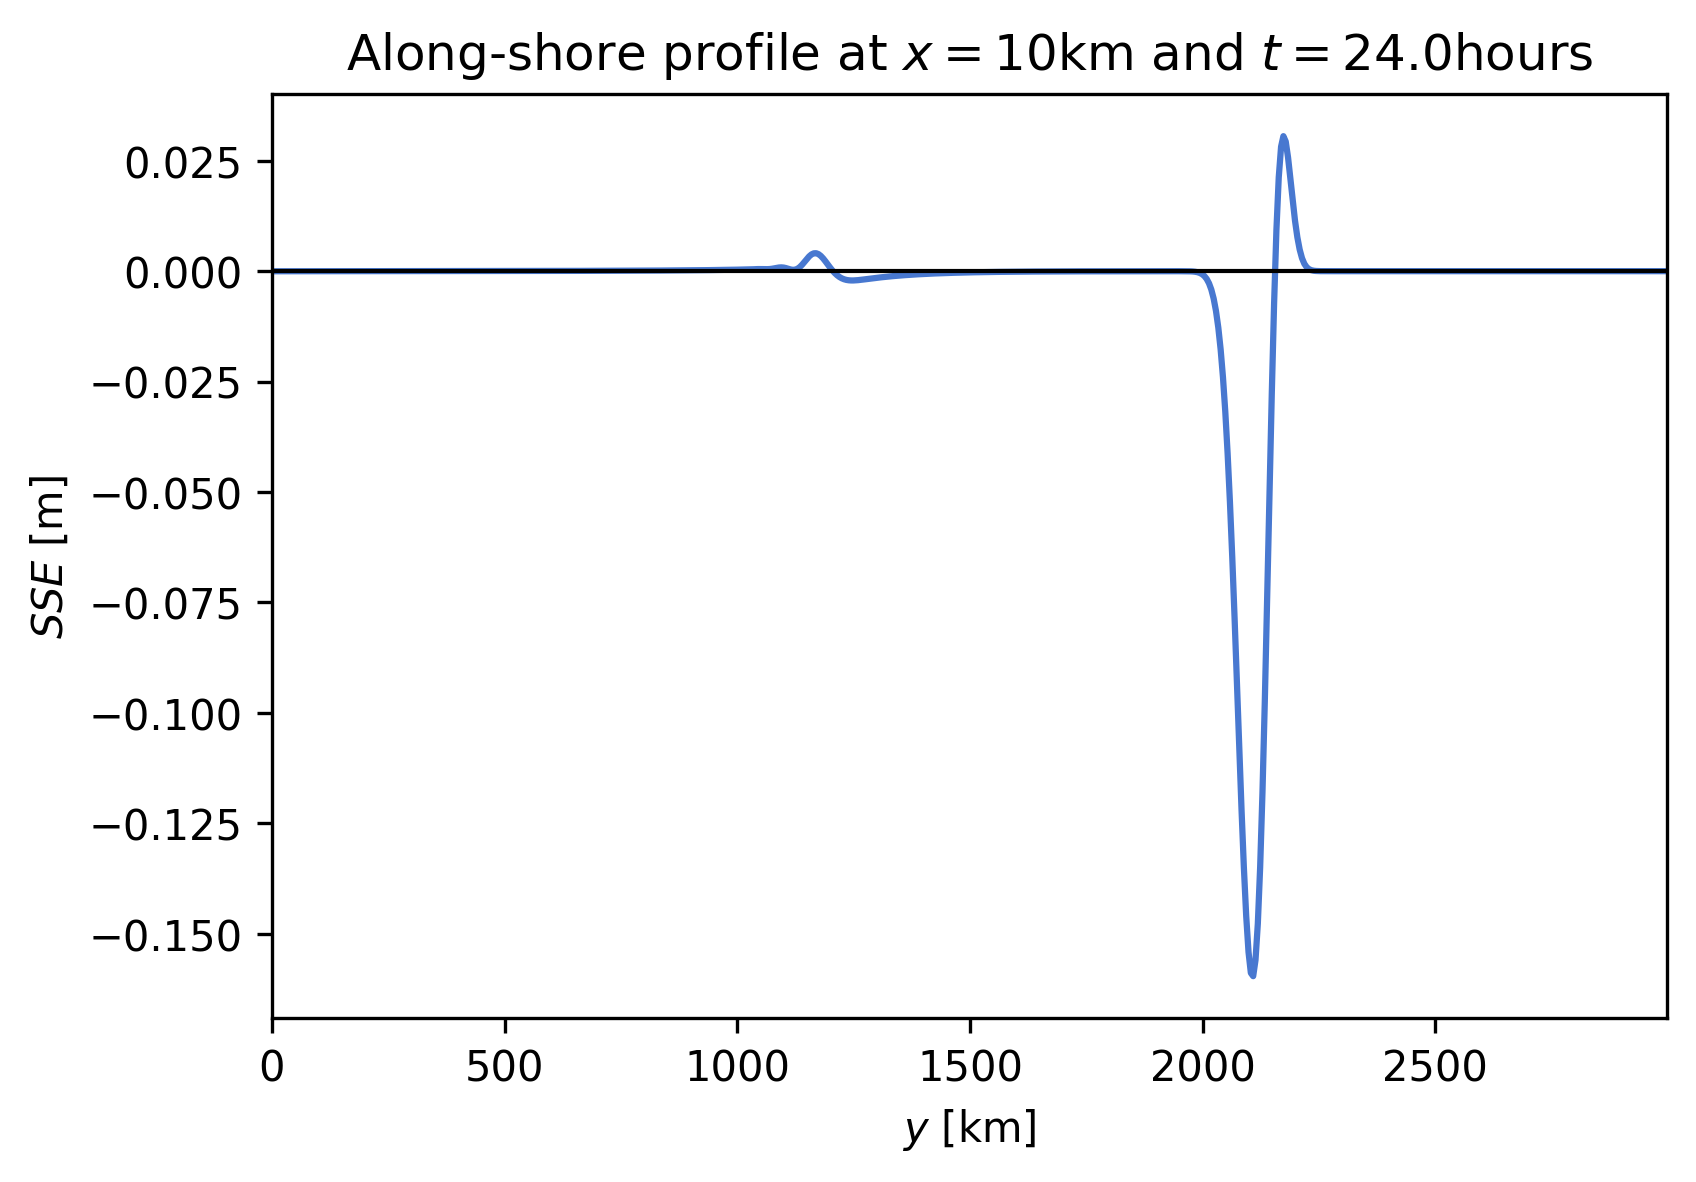 Along-shore profile at x = 10km and t = 24.0hours
SSE [m]
0.025
0.000
−0.025
−0.050
−0.075
−0.100
−0.125
−0.150
0 500 1000 1500 2000 2500
y [km]